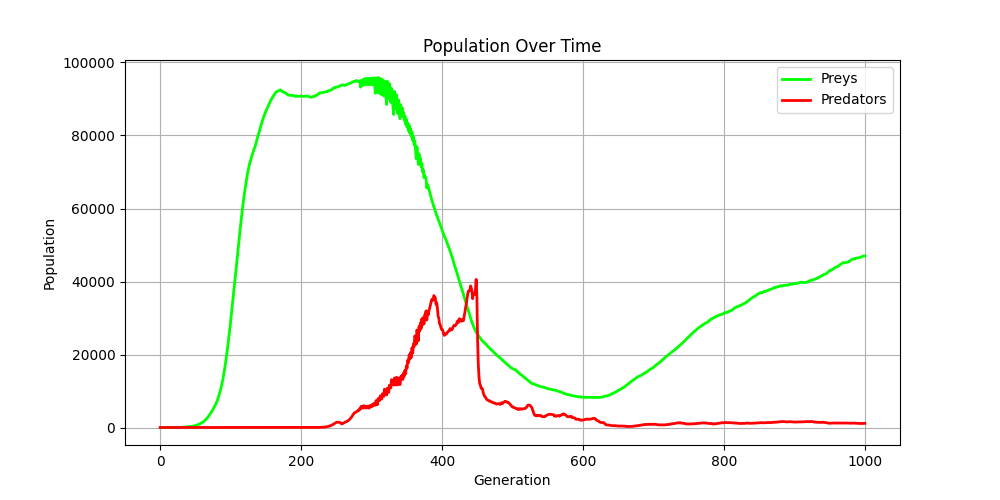 Population Over Time
Preys
Predators
Population
100000
80000
60000
40000
20000
0
0 200 400 600 800 1000
Generation